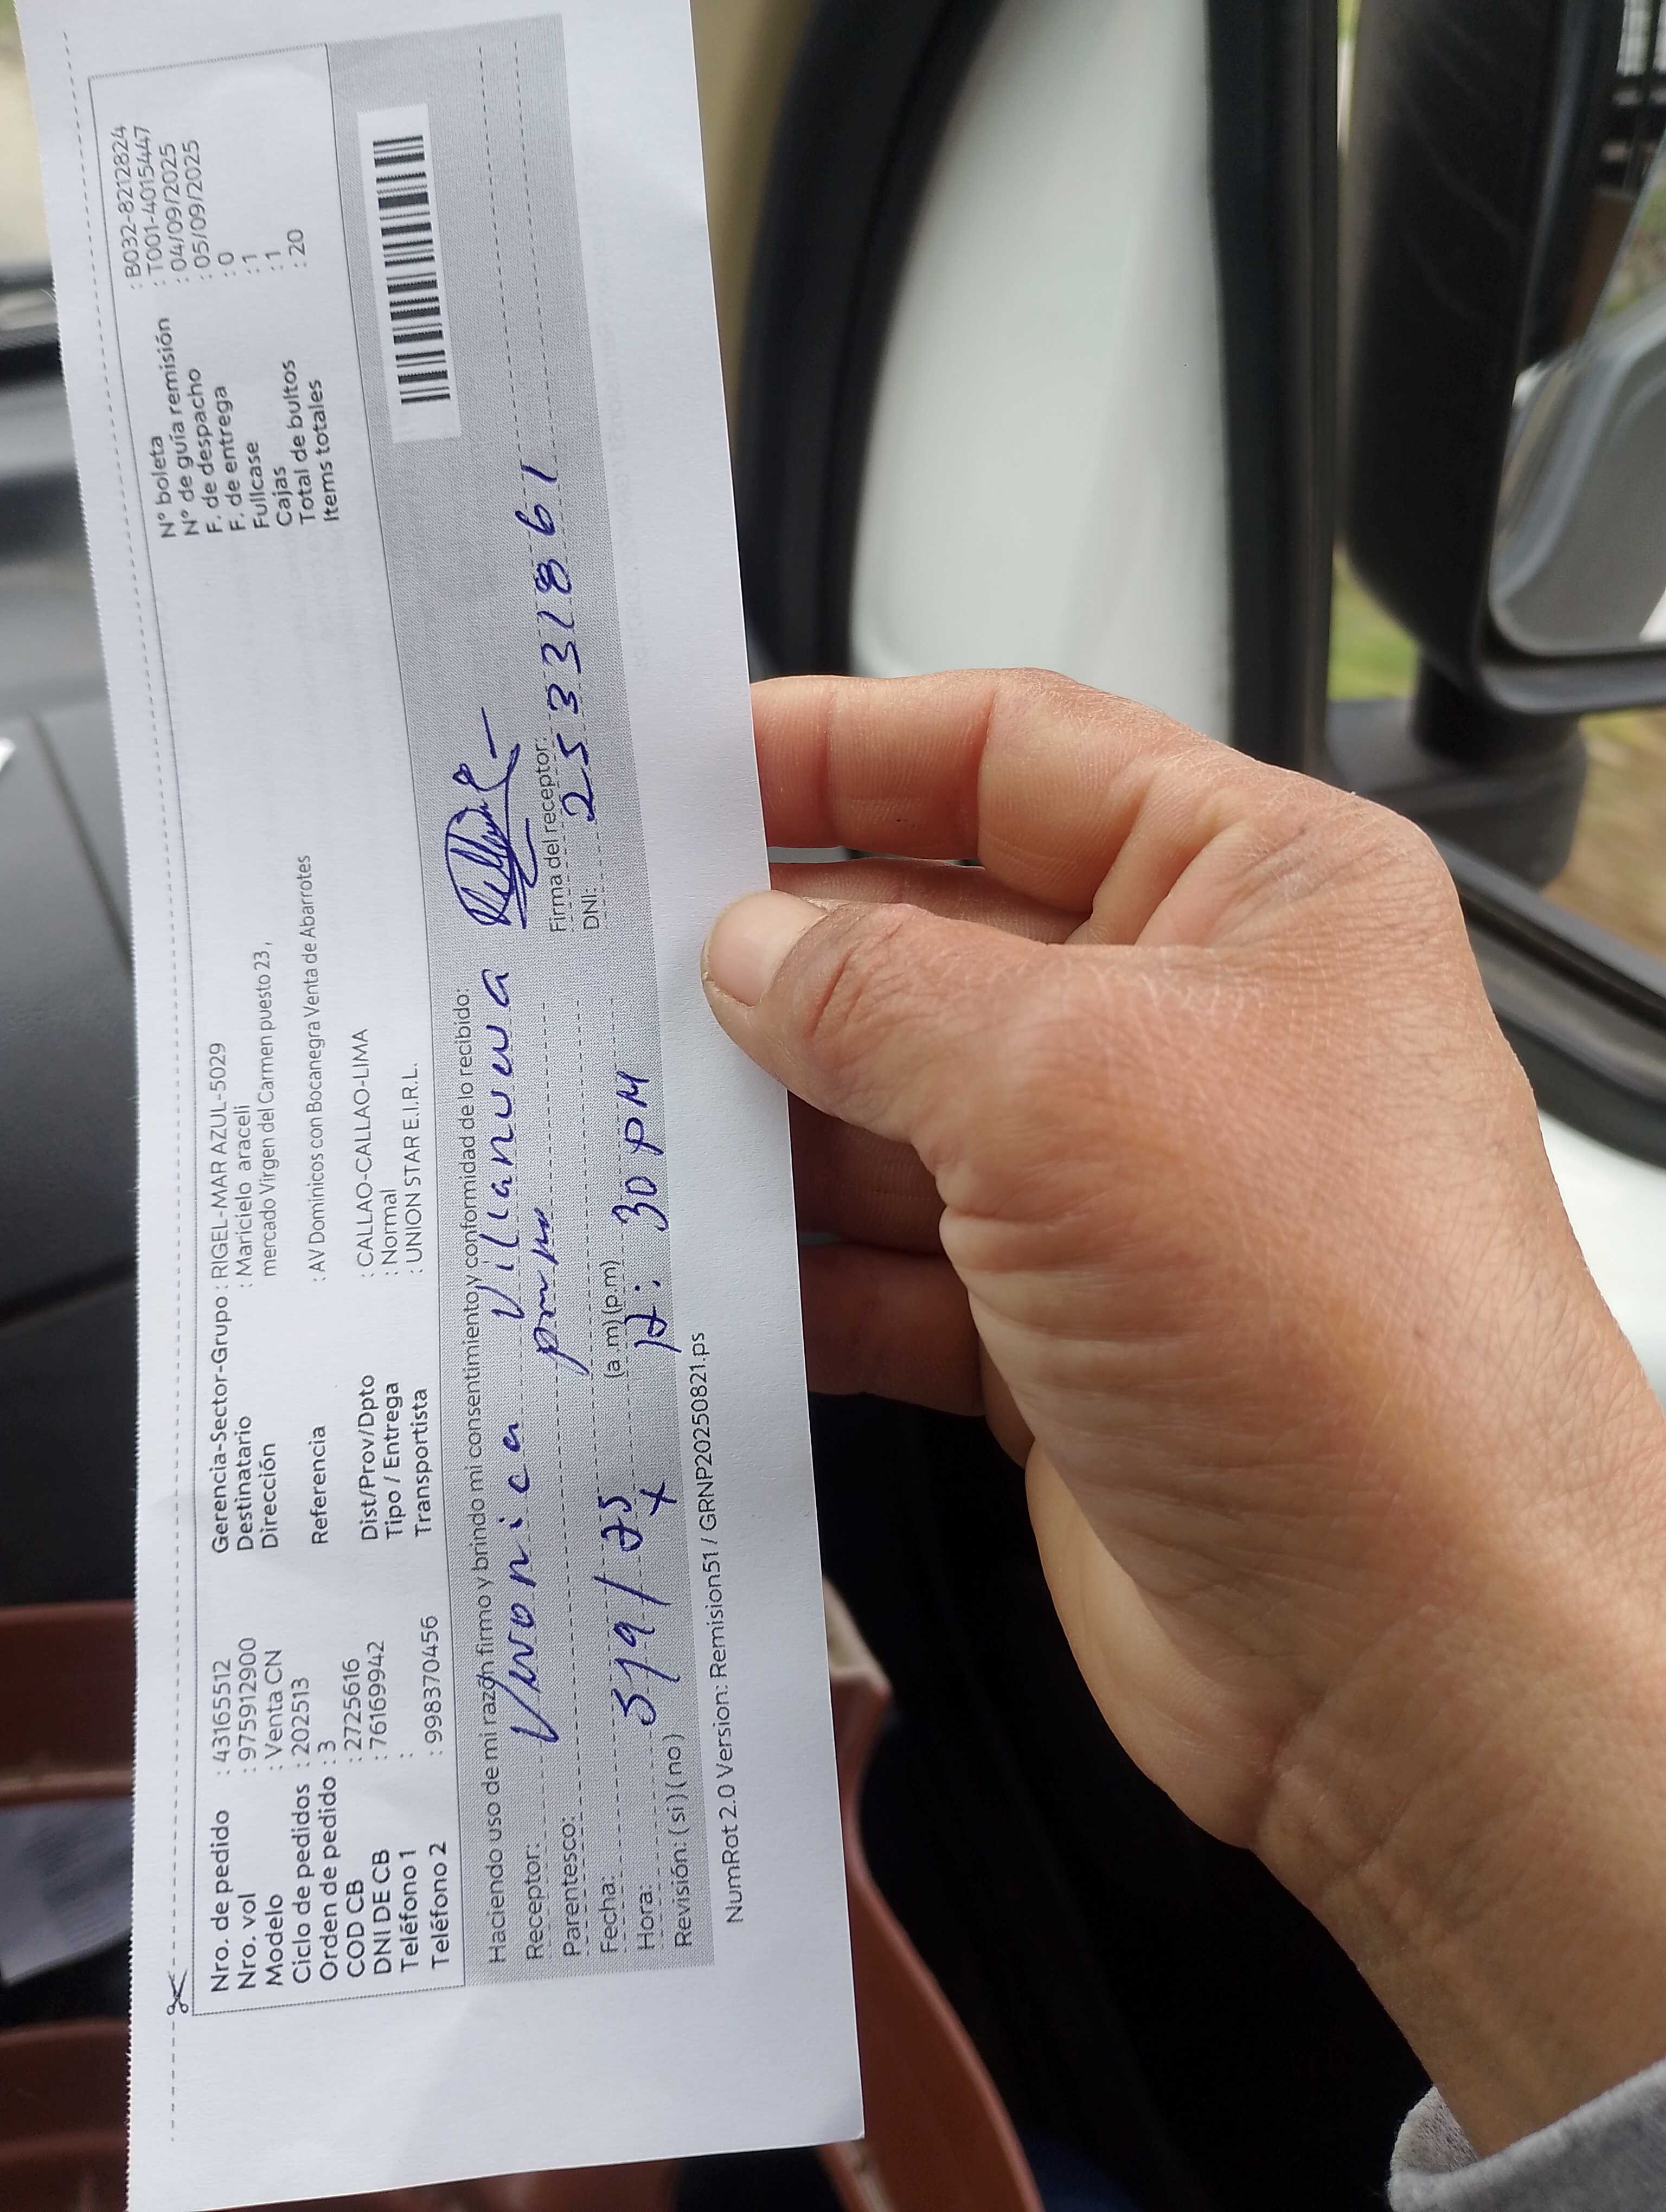 Nro. de pedido : 43165512
Nro. vol : 975912900
Modelo : Venta CN
Ciclo de pedidos : 202513
Orden de pedido : 3
COD CB : 2725616
DNI DE CB : 76169942
Teléfono 1 :
Teléfono 2 : 998370456
Gerencia-Sector-Grupo : RIGEL-MAR AZUL-5029
Destinatario : Maricielo araceli
Dirección mercado Virgen del Carmen puesto 23 ,
Referencia : AV Dominicos con Bocanegra Venta de Abarrotes
Dist/Prov/Dpto : CALLAO-CALLAO-LIMA
Tipo / Entrega : Normal
Transportista : UNION STAR E.I.R.L.
N° boleta : B032-8212824
N° de guía remisión : T001-4015447
F. de despacho : 04/09/2025
F. de entrega : 05/09/2025
Fullcase : 0
Cajas : 1
Total de bultos : 1
Items totales : 20
Haciendo uso de mi razón firmo y brindo mi consentimiento y conformidad de lo recibido:
Receptor: Veronica Villanueva
Parentesco:
Firma del receptor:
Fecha: 5/9/25 (a.m) (p.m)
DNI: 25331861
Hora: 12:30 PM
Revisión: ( si ) ( no )
NumRot 2.0 Version: Remision51 / GRNP20250821.ps